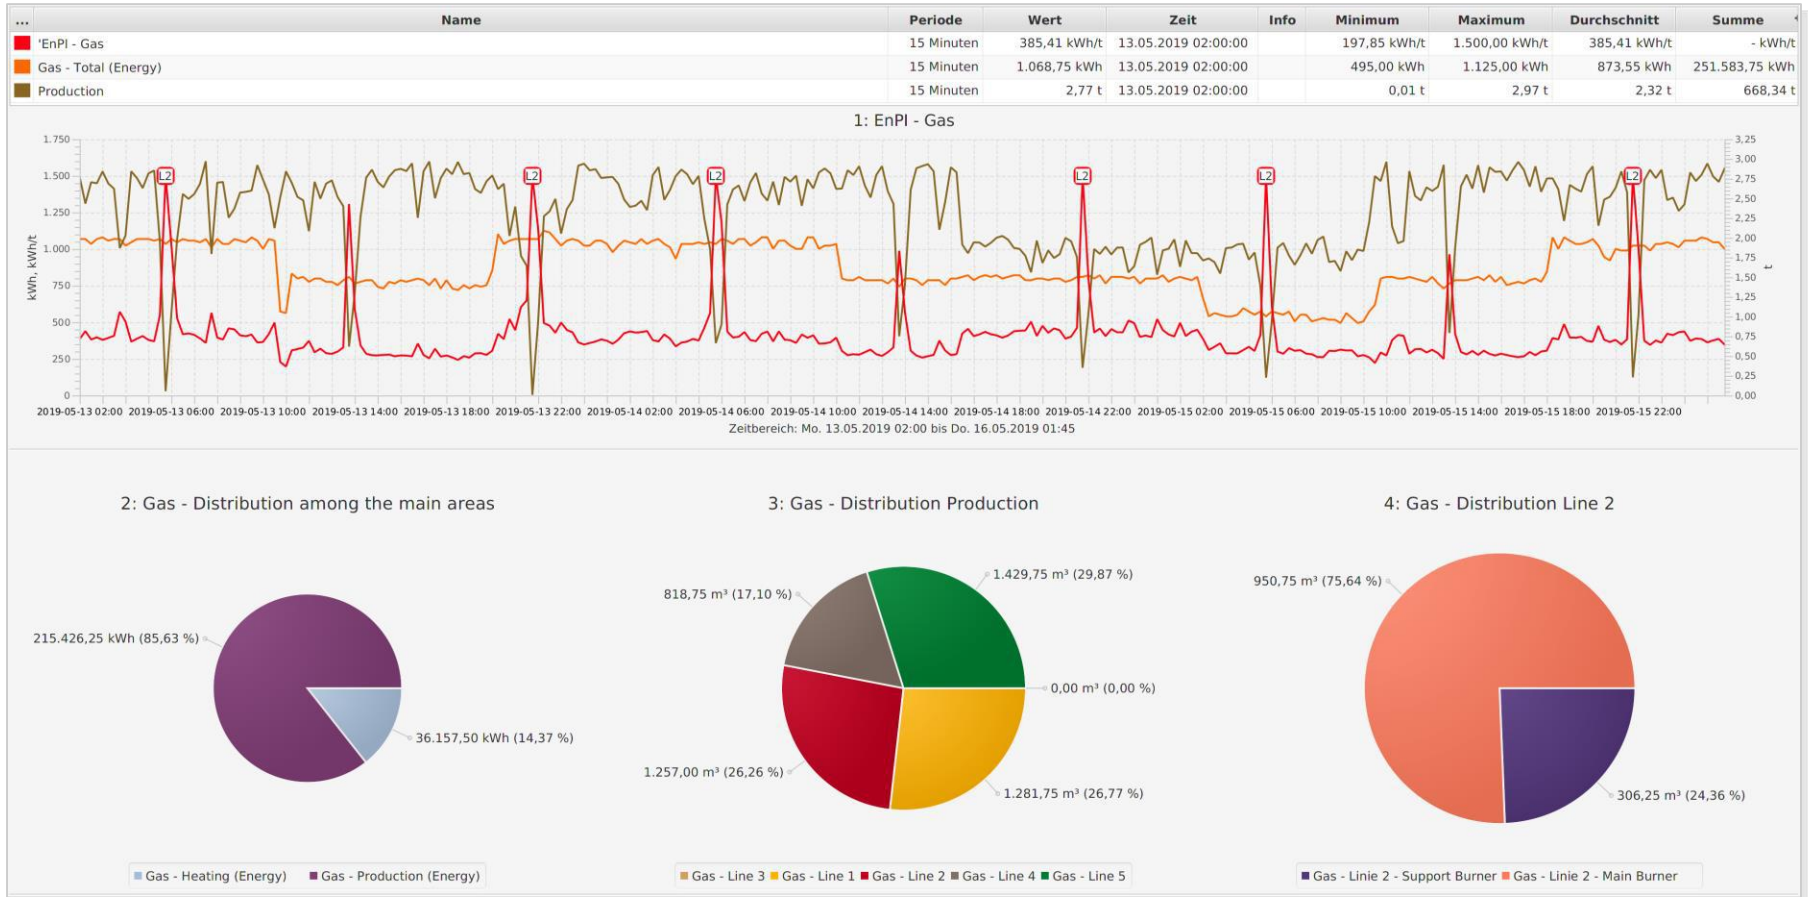 ... Name Periode Wert Zeit Info Minimum Maximum Durchschnitt Summe
'EnPI - Gas 15 Minuten 385,41 kWh/t 13.05.2019 02:00:00 197,85 kWh/t 1.500,00 kWh/t 385,41 kWh/t - kWh/t
Gas - Total (Energy) 15 Minuten 1.068,75 kWh 13.05.2019 02:00:00 495,00 kWh 1.125,00 kWh 873,55 kWh 251.583,75 kWh
Production 15 Minuten 2,77 t 13.05.2019 02:00:00 0,01 t 2,97 t 2,32 t 668,34 t
1: EnPI - Gas
1.750 3,25
3,00
1.500 L2 L2 L2 L2 L2 L2 2,75
2,50
1.250 2,25
1.000 2,00
1,75
750 1,50
1,25
500 1,00
0,75
250 0,50
0,25
0 0,00
kWh, kWh/t
t
2019-05-13 02:00 2019-05-13 06:00 2019-05-13 10:00 2019-05-13 14:00 2019-05-13 18:00 2019-05-13 22:00 2019-05-14 02:00 2019-05-14 06:00 2019-05-14 10:00 2019-05-14 14:00 2019-05-14 18:00 2019-05-14 22:00 2019-05-15 02:00 2019-05-15 06:00 2019-05-15 10:00 2019-05-15 14:00 2019-05-15 18:00 2019-05-15 22:00
Zeitbereich: Mo. 13.05.2019 02:00 bis Do. 16.05.2019 01:45
2: Gas - Distribution among the main areas
215.426,25 kWh (85,63 %)
36.157,50 kWh (14,37 %)
Gas - Heating (Energy) Gas - Production (Energy)
3: Gas - Distribution Production
1.429,75 m³ (29,87 %)
818,75 m³ (17,10 %)
0,00 m³ (0,00 %)
1.257,00 m³ (26,26 %)
1.281,75 m³ (26,77 %)
Gas - Line 3 Gas - Line 1 Gas - Line 2 Gas - Line 4 Gas - Line 5
4: Gas - Distribution Line 2
950,75 m³ (75,64 %)
306,25 m³ (24,36 %)
Gas - Linie 2 - Support Burner Gas - Linie 2 - Main Burner